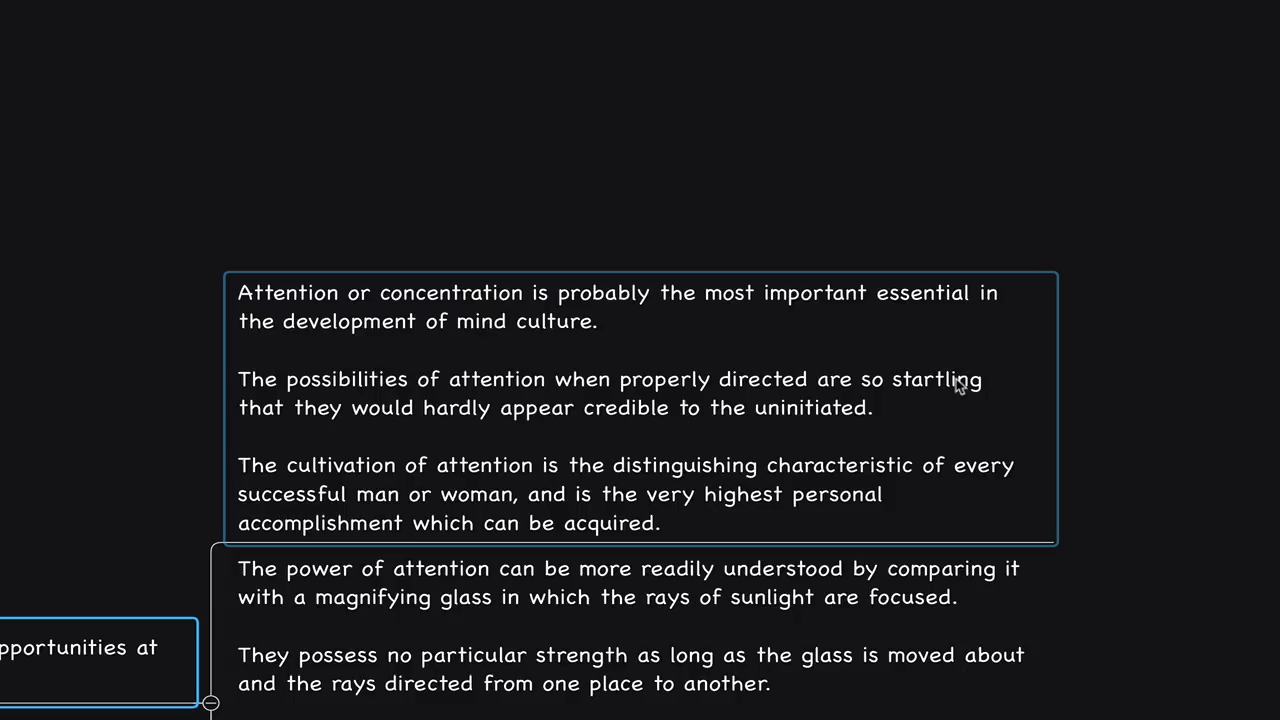 Attention or concentration is probably the most important essential in
the development of mind culture.
The possibilities of attention when properly directed are so startling
that they would hardly appear credible to the uninitiated.
The cultivation of attention is the distinguishing characteristic of every
successful man or woman, and is the very highest personal
accomplishment which can be acquired.
The power of attention can be more readily understood by comparing it
with a magnifying glass in which the rays of sunlight are focused.
pportunities at
They possess no particular strength as long as the glass is moved about
and the rays directed from one place to another.